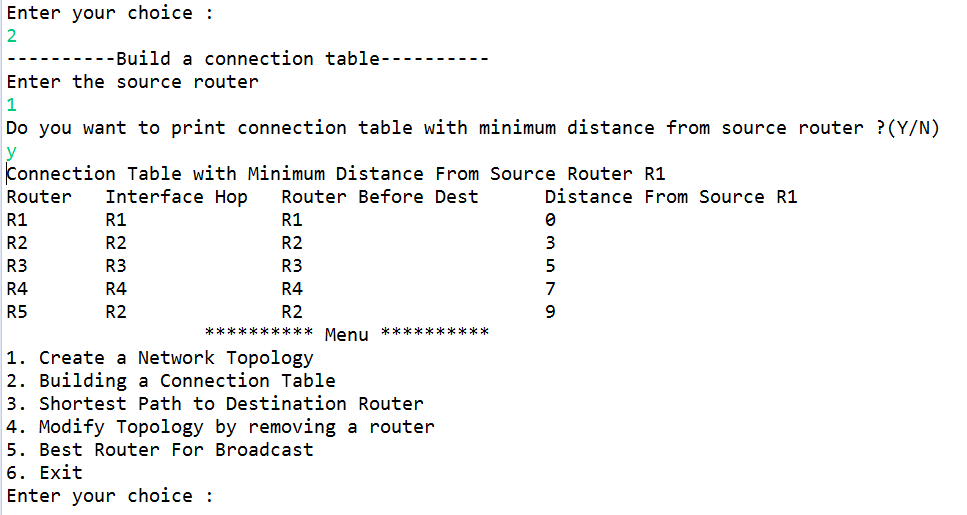 Enter your choice :
2
----------Build a connection table----------
Enter the source router
1
Do you want to print connection table with minimum distance from source router ?(Y/N)
y
Connection Table with Minimum Distance From Source Router R1
Router   Interface Hop   Router Before Dest      Distance From Source R1
R1       R1              R1                      0
R2       R2              R2                      3
R3       R3              R3                      5
R4       R4              R4                      7
R5       R2              R2                      9
********** Menu **********
1. Create a Network Topology
2. Building a Connection Table
3. Shortest Path to Destination Router
4. Modify Topology by removing a router
5. Best Router For Broadcast
6. Exit
Enter your choice :